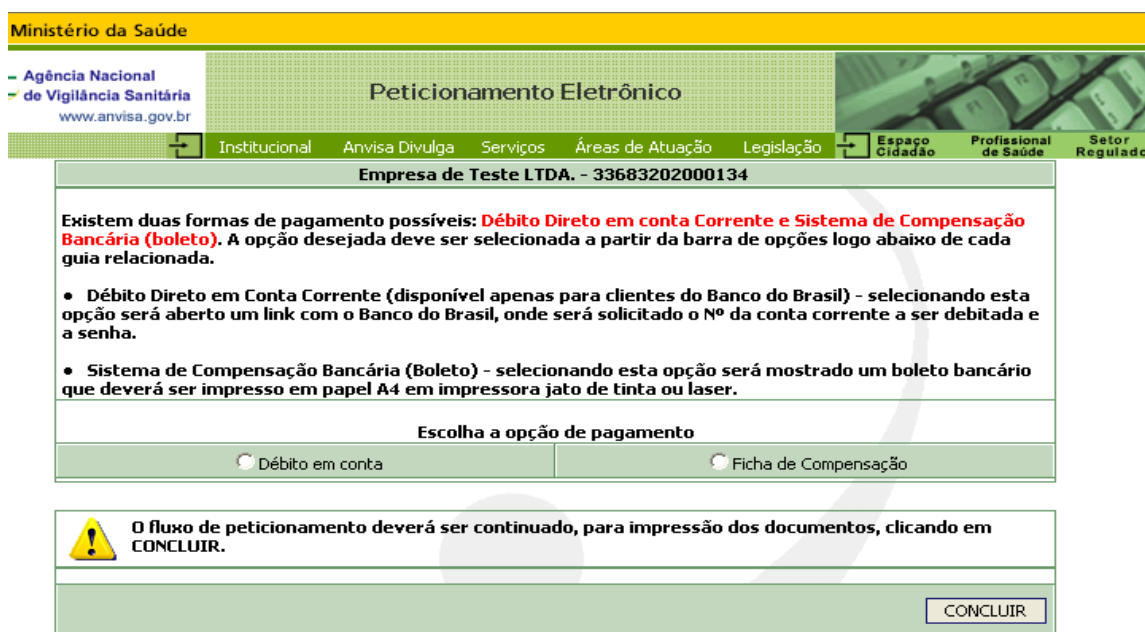 Ministério da Saúde
Agência Nacional
de Vigilância Sanitária
www.anvisa.gov.br
Peticionamento Eletrônico
Institucional Anvisa Divulga Serviços Áreas de Atuação Legislação Espaço Cidadão Profissional de Saúde Setor Regulado
Empresa de Teste LTDA. - 33683202000134
Existem duas formas de pagamento possíveis: Débito Direto em conta Corrente e Sistema de Compensação
Bancária (boleto). A opção desejada deve ser selecionada a partir da barra de opções logo abaixo de cada
guia relacionada.
• Débito Direto em Conta Corrente (disponível apenas para clientes do Banco do Brasil) - selecionando esta
opção será aberto um link com o Banco do Brasil, onde será solicitado o Nº da conta corrente a ser debitada e
a senha.
• Sistema de Compensação Bancária (Boleto) - selecionando esta opção será mostrado um boleto bancário
que deverá ser impresso em papel A4 em impressora jato de tinta ou laser.
Escolha a opção de pagamento
Débito em conta Ficha de Compensação
O fluxo de peticionamento deverá ser continuado, para impressão dos documentos, clicando em
CONCLUIR.
CONCLUIR